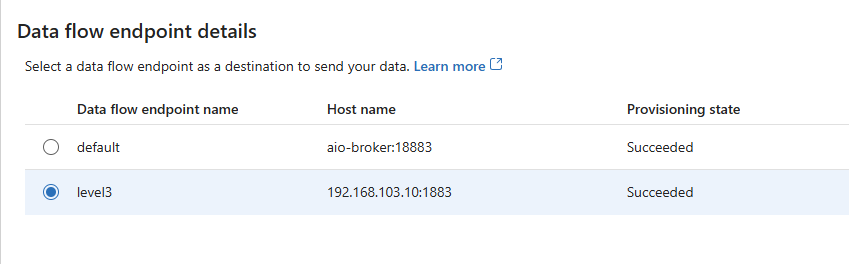 Data flow endpoint details
Select a data flow endpoint as a destination to send your data. Learn more
Data flow endpoint name Host name Provisioning state
default aio-broker:18883 Succeeded
level3 192.168.103.10:1883 Succeeded